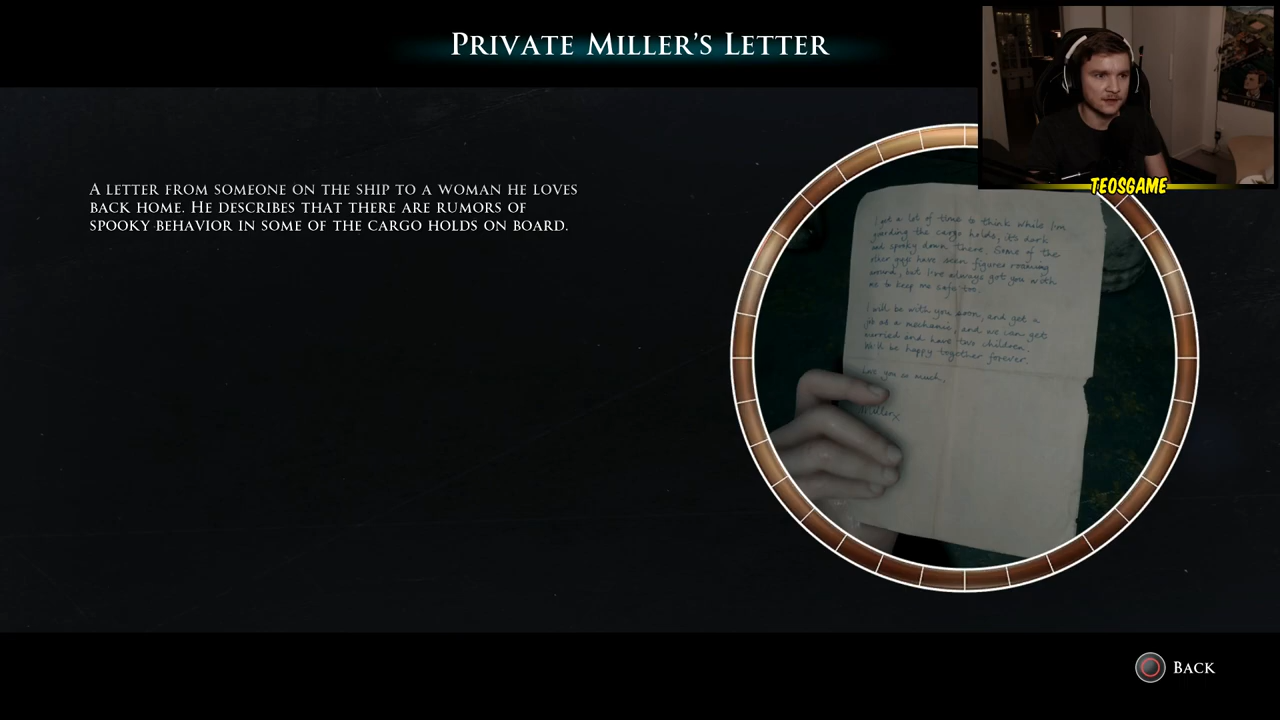 PRIVATE MILLER'S LETTER
TEOSGAME
A LETTER FROM SOMEONE ON THE SHIP TO A WOMAN HE LOVES
BACK HOME. HE DESCRIBES THAT THERE ARE RUMORS OF
SPOOKY BEHAVIOR IN SOME OF THE CARGO HOLDS ON BOARD.
I get a lot of time to think while I'm
guarding the cargo holds, it's dark
and spooky down there. Some of the
other guys have seen figures roaming
around, but I've always got you with
me to keep me safe too.
I will be with you soon, and get a
job as a mechanic, and we can get
married and have two children.
We'll be happy together forever.
Love you so much,
Miller x
BACK